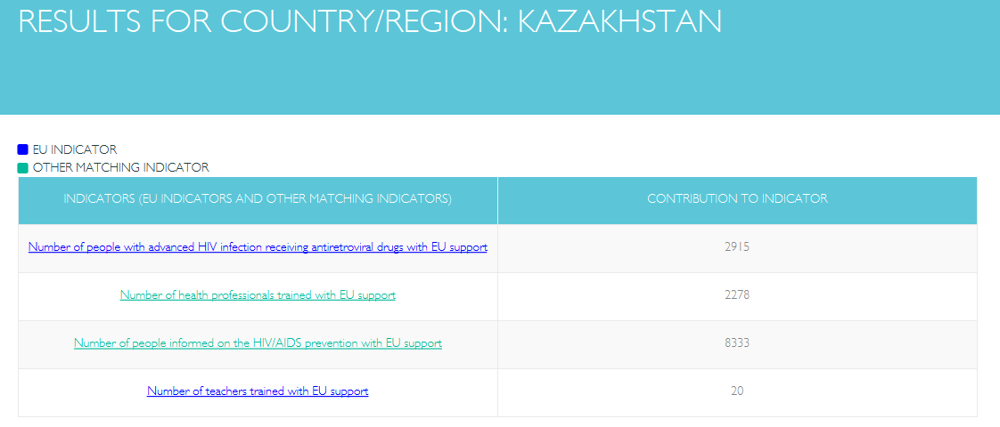 RESULTS FOR COUNTRY/REGION: KAZAKHSTAN
EU INDICATOR
OTHER MATCHING INDICATOR
INDICATORS (EU INDICATORS AND OTHER MATCHING INDICATORS) CONTRIBUTION TO INDICATOR
Number of people with advanced HIV infection receiving antiretroviral drugs with EU support 2915
Number of health professionals trained with EU support 2278
Number of people informed on the HIV/AIDS prevention with EU support 8333
Number of teachers trained with EU support 20